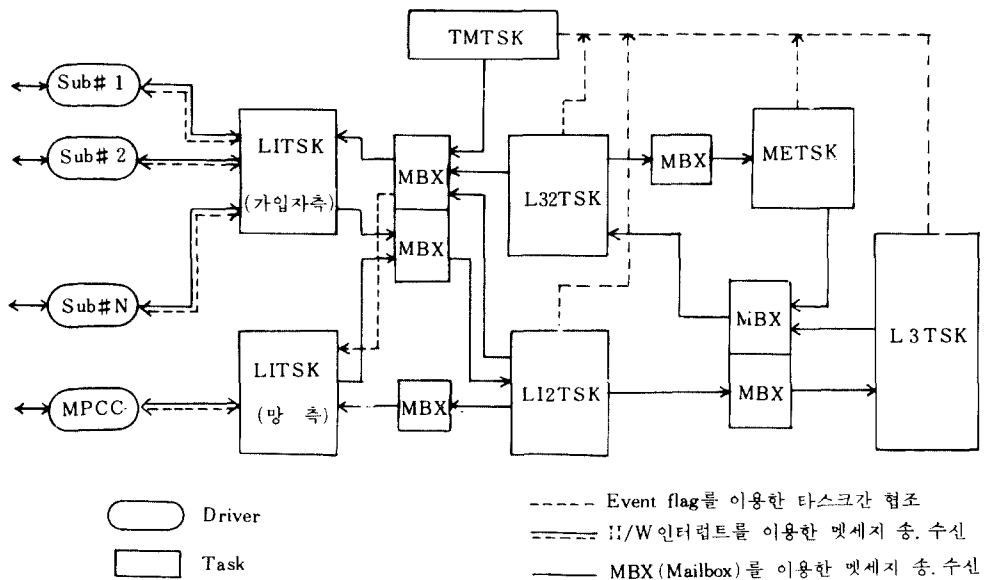 TMTSK
Sub# 1
Sub# 2
Sub#N
MPCC
LITSK
(가입자측)
LITSK
(망 측)
MBX
MBX
MBX
L32TSK
LI2TSK
MBX
METSK
MBX
MBX
L3TSK
Driver
Task
Event flag를 이용한 타스크간 협조
H/W인터럽트를 이용한 멧세지 송. 수신
MBX (Mailbox)를 이용한 멧세지 송. 수신